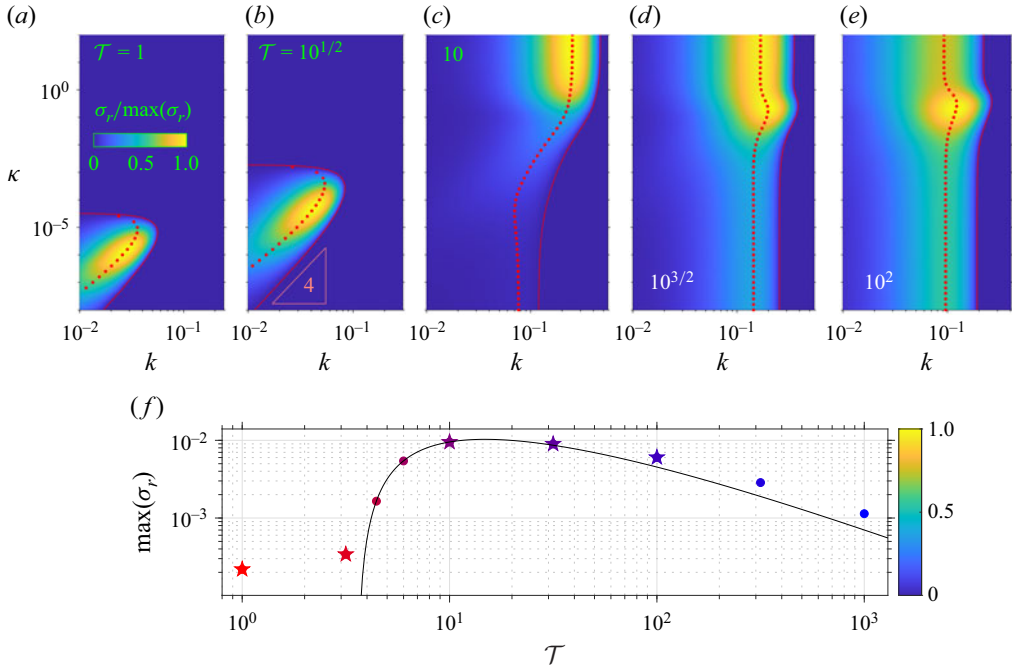 (a) (b) (c) (d) (e)
𝒯 = 1 𝒯 = 10^{1/2} 10
10^0
σ_r/max(σ_r)
0 0.5 1.0
κ
10^{−5}
4 10^{3/2} 10^2
10^{−2} 10^{−1} 10^{−2} 10^{−1} 10^{−2} 10^{−1} 10^{−2} 10^{−1} 10^{−2} 10^{−1}
k k k k k
(f)
10^{−2} 1.0
max(σ_r)
10^{−3} 0.5
0
10^0 10^1 10^2 10^3
𝒯